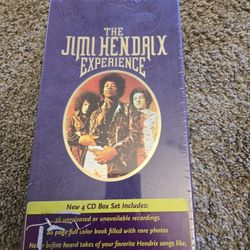 THE
JIMI HENDRIX
EXPERIENCE
New 4 CD Box Set Includes:
56 unreleased or unavailable recordings
80 page full color book filled with rare photos
Never before heard takes of your favorite Hendrix songs like,